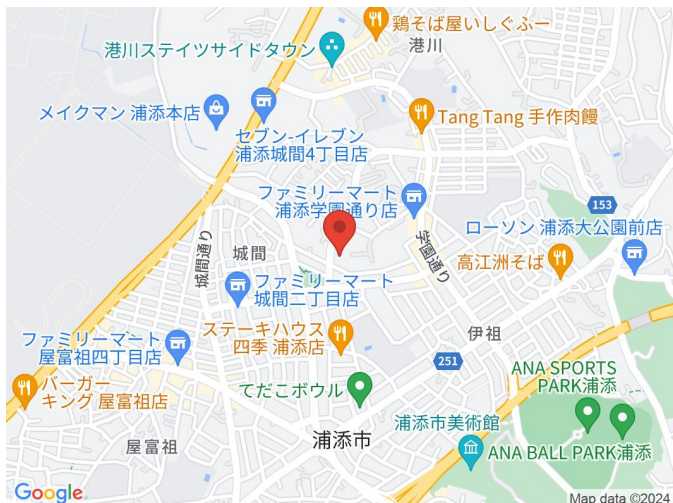 鶏そば屋いしぐふー
港川
港川ステイツサイドタウン
メイクマン 浦添本店
Tang Tang 手作肉饅
セブン-イレブン
浦添城間4丁目店
ファミリーマート
浦添学園通り店
153
ローソン 浦添大公園前店
城間通り
城間
学園通り
高江洲そば
ファミリーマート
城間二丁目店
ステーキハウス
四季 浦添店
伊祖
ファミリーマート
屋富祖四丁目店
251
ANA SPORTS
PARK浦添
てだこボウル
バーガー
キング 屋富祖店
浦添市美術館
浦添市
屋富祖
ANA BALL PARK浦添
Google
Map data ©2024